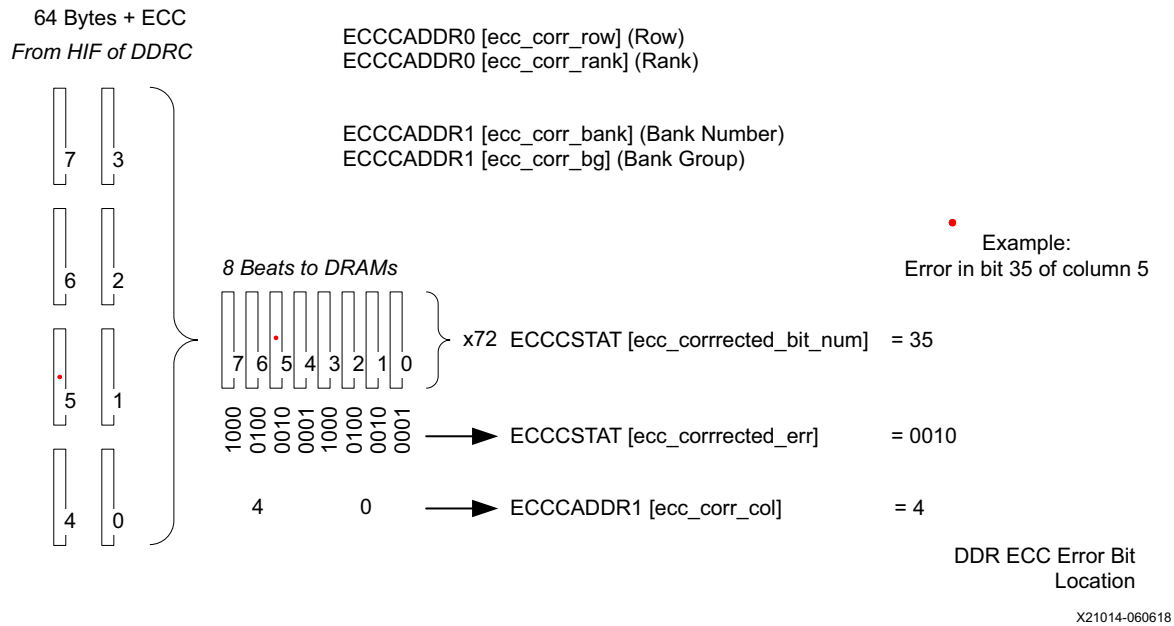 64 Bytes + ECC
From HIF of DDRC
ECCCADDR0 [ecc_corr_row] (Row)
ECCCADDR0 [ecc_corr_rank] (Rank)
ECCCADDR1 [ecc_corr_bank] (Bank Number)
ECCCADDR1 [ecc_corr_bg] (Bank Group)
7 3
6 2
5 1
4 0
Example:
Error in bit 35 of column 5
8 Beats to DRAMs
7 6 5 4 3 2 1 0
x72 ECCCSTAT [ecc_corrrected_bit_num] = 35
1000 0100 0010 0001 1000 0100 0010 0001
ECCCSTAT [ecc_corrrected_err] = 0010
4 0 ECCCADDR1 [ecc_corr_col] = 4
DDR ECC Error Bit
Location
X21014-060618